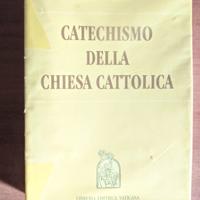 CATECHISMO
DELLA
CHIESA CATTOLICA
LIBRERIA EDITRICE VATICANA